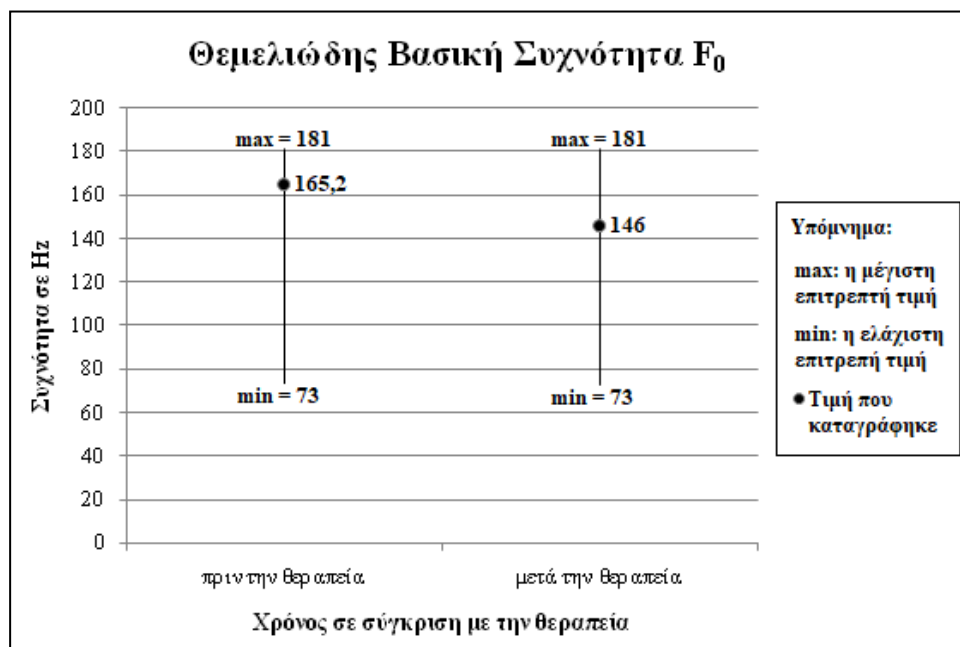 Θεμελιώδης Βασική Συχνότητα F₀
200
180
160
140
120
100
80
60
40
20
0
Συχνότητα σε Hz
max = 181
165,2
min = 73
max = 181
146
min = 73
πριν την θεραπεία
μετά την θεραπεία
Χρόνος σε σύγκριση με την θεραπεία
Υπόμνημα:
max: η μέγιστη
επιτρεπτή τιμή
min: η ελάχιστη
επιτρεπή τιμή
Τιμή που
καταγράφηκε